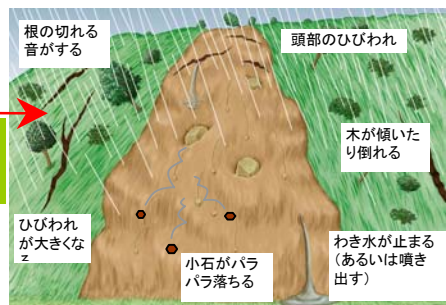 根の切れる
音がする
頭部のひびわれ
木が傾いた
り倒れる
ひびわれ
が大きくな
小石がパラ
パラ落ちる
わき水が止まる
(あるいは噴き
出す)